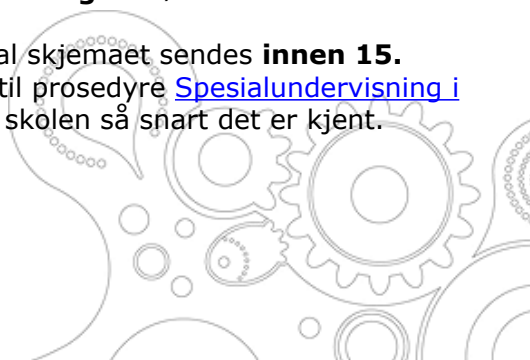 al skjemaet sendes innen 15.
til prosedyre Spesialundervisning i
skolen så snart det er kjent.